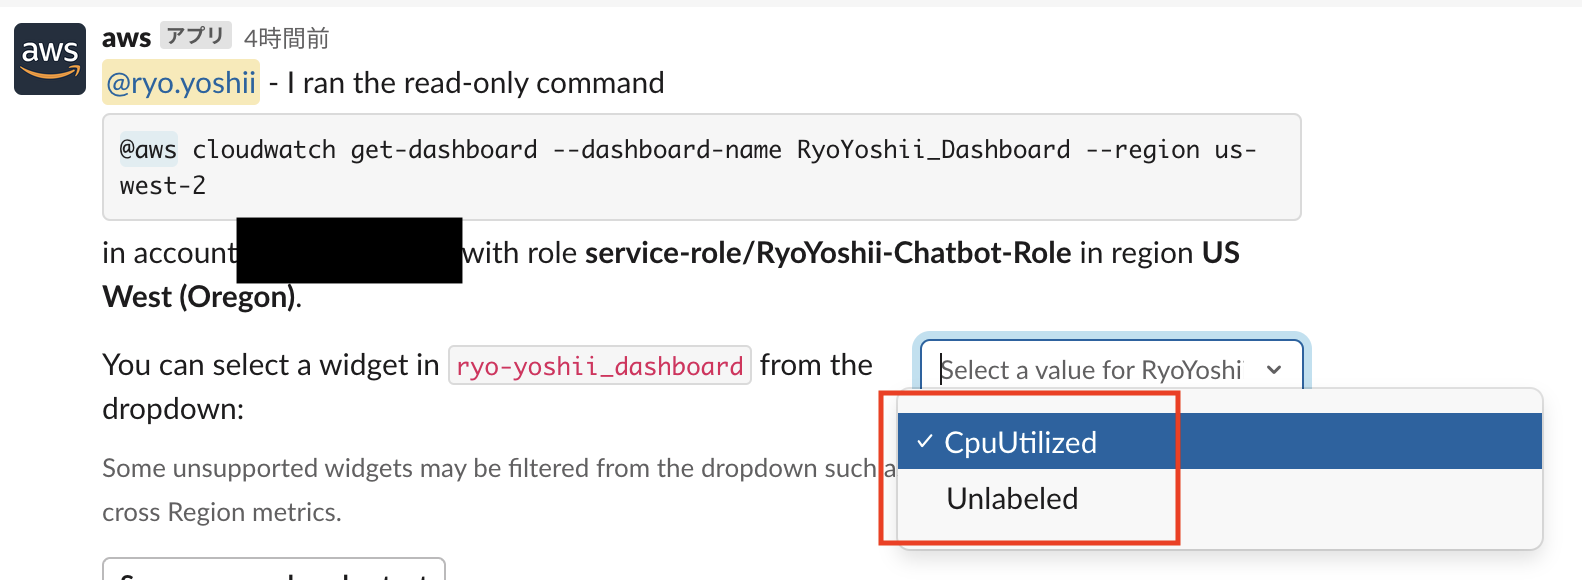 aws
aws アプリ 4時間前
@ryo.yoshii - I ran the read-only command
@aws cloudwatch get-dashboard --dashboard-name RyoYoshii_Dashboard --region us-
west-2
in account with role service-role/RyoYoshii-Chatbot-Role in region US
West (Oregon).
You can select a widget in ryo-yoshii_dashboard from the
dropdown:
Select a value for RyoYoshi
✓ CpuUtilized
Unlabeled
Some unsupported widgets may be filtered from the dropdown such a
cross Region metrics.